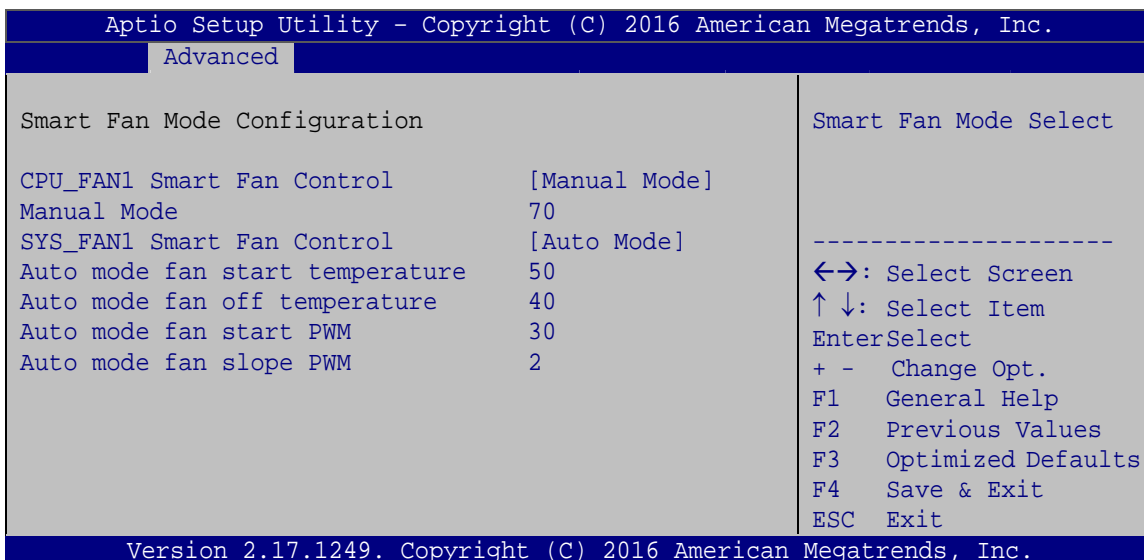 Aptio Setup Utility – Copyright (C) 2016 American Megatrends, Inc.
Advanced
Smart Fan Mode Configuration
CPU_FAN1 Smart Fan Control [Manual Mode]
Manual Mode 70
SYS_FAN1 Smart Fan Control [Auto Mode]
Auto mode fan start temperature 50
Auto mode fan off temperature 40
Auto mode fan start PWM 30
Auto mode fan slope PWM 2
Smart Fan Mode Select
---------------------
←→: Select Screen
↑ ↓: Select Item
EnterSelect
+ - Change Opt.
F1 General Help
F2 Previous Values
F3 Optimized Defaults
F4 Save & Exit
ESC Exit
Version 2.17.1249. Copyright (C) 2016 American Megatrends, Inc.